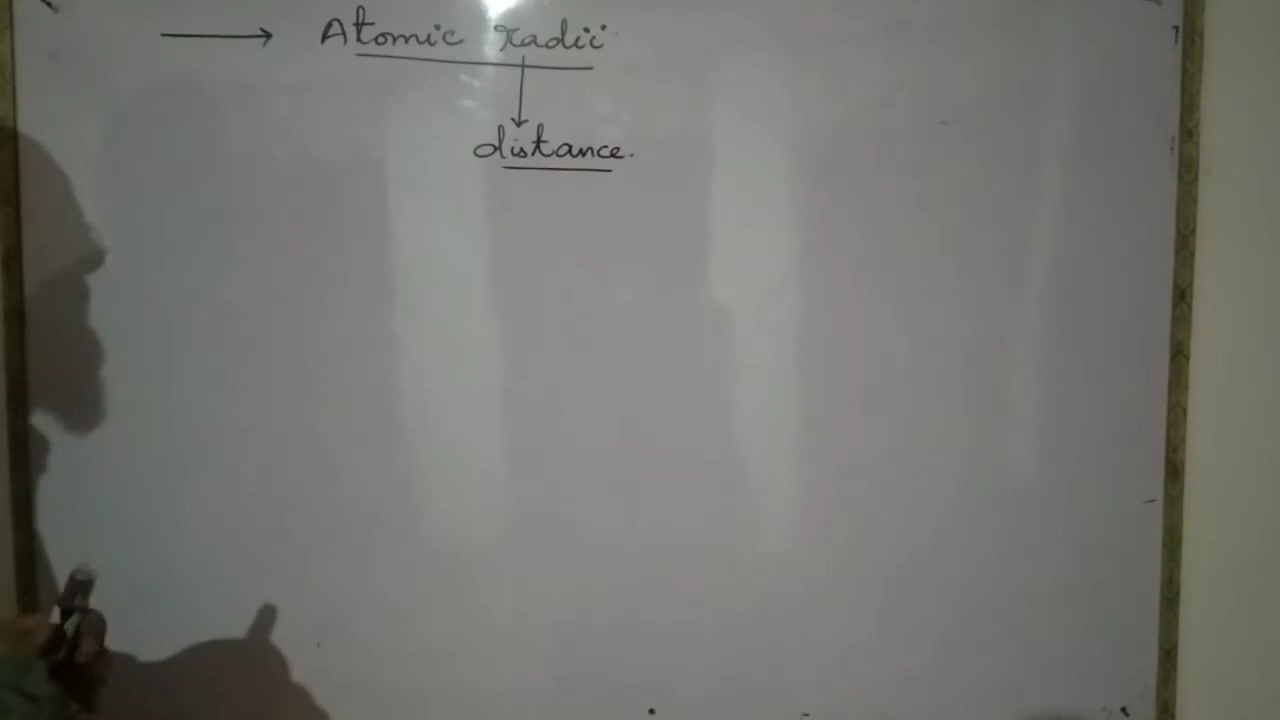 → Atomic radii
↓
distance.